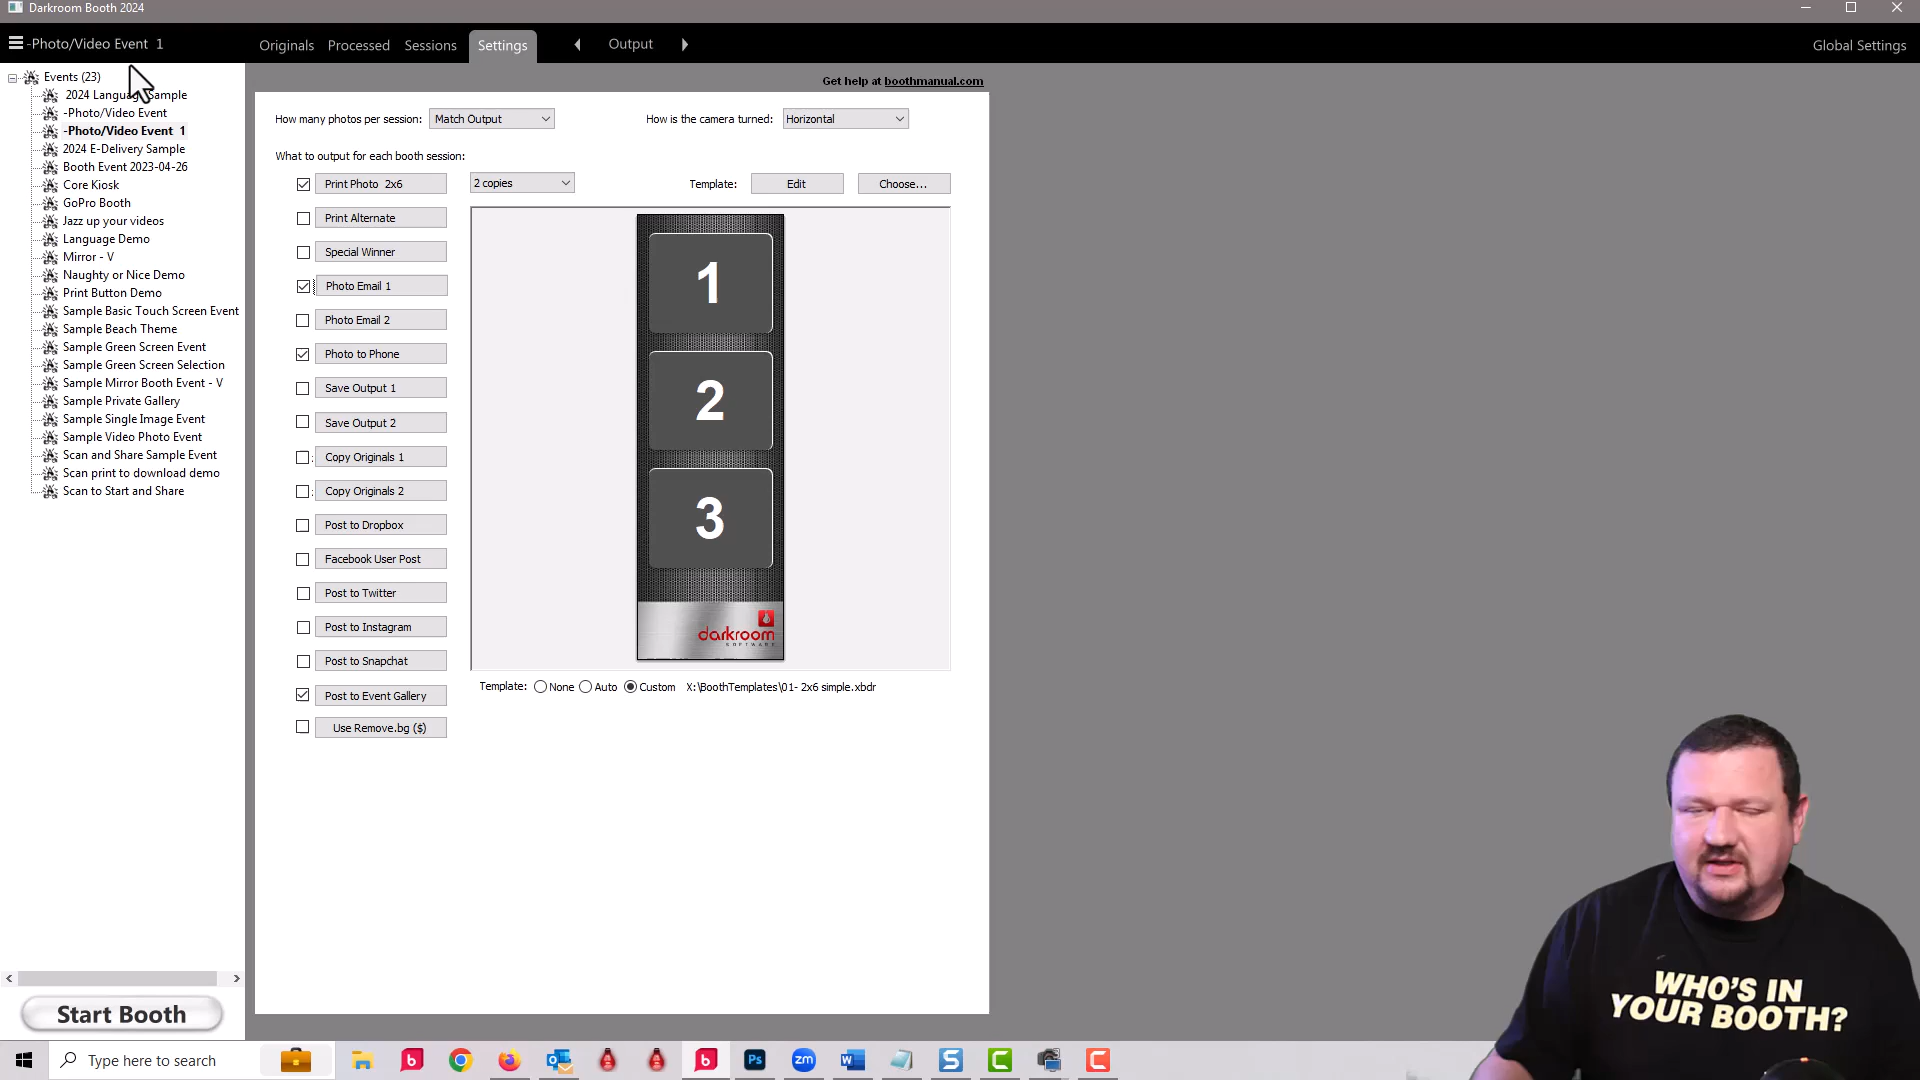 Darkroom Booth 2024
-Photo/Video Event 1
Originals Processed Sessions Settings Output Global Settings
Events (23)
2024 Language Sample
-Photo/Video Event
-Photo/Video Event 1
2024 E-Delivery Sample
Booth Event 2023-04-26
Core Kiosk
GoPro Booth
Jazz up your videos
Language Demo
Mirror - V
Naughty or Nice Demo
Print Button Demo
Sample Basic Touch Screen Event
Sample Beach Theme
Sample Green Screen Event
Sample Green Screen Selection
Sample Mirror Booth Event - V
Sample Private Gallery
Sample Single Image Event
Sample Video Photo Event
Scan and Share Sample Event
Scan print to download demo
Scan to Start and Share
Start Booth
Get help at boothmanual.com
How many photos per session: Match Output
How is the camera turned: Horizontal
What to output for each booth session:
Print Photo 2x6
2 copies
Template: Edit Choose...
Print Alternate
Special Winner
Photo Email 1
Photo Email 2
Photo to Phone
Save Output 1
Save Output 2
Copy Originals 1
Copy Originals 2
Post to Dropbox
Facebook User Post
Post to Twitter
Post to Instagram
Post to Snapchat
Post to Event Gallery
Use Remove.bg ($)
1
2
3
darkroom
SOFTWARE
Template: None Auto Custom X:\BoothTemplates\01- 2x6 simple.xbdr
WHO'S IN
YOUR BOOTH?
Type here to search